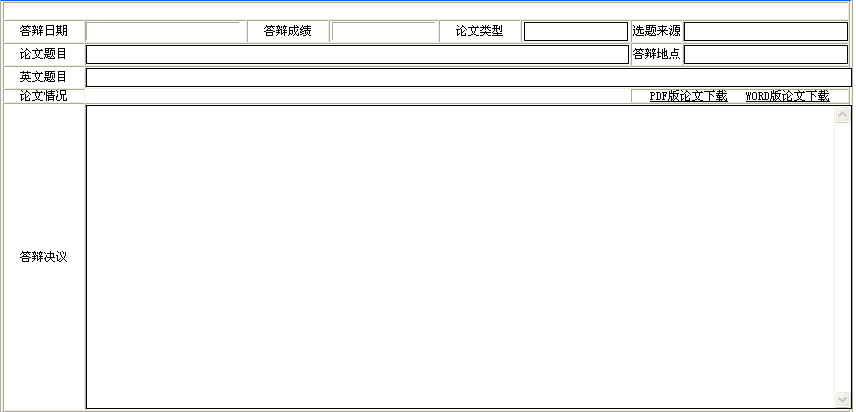 答辩日期 答辩成绩 论文类型 选题来源
论文题目 答辩地点
英文题目
论文情况 PDF版论文下载 WORD版论文下载
答辩决议